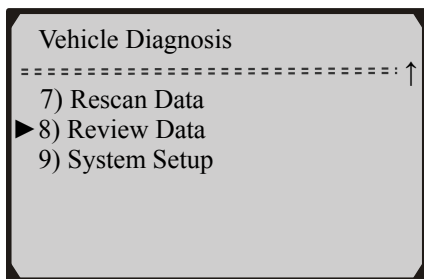 Vehicle Diagnosis
============================ ↑
7) Rescan Data
►8) Review Data
9) System Setup